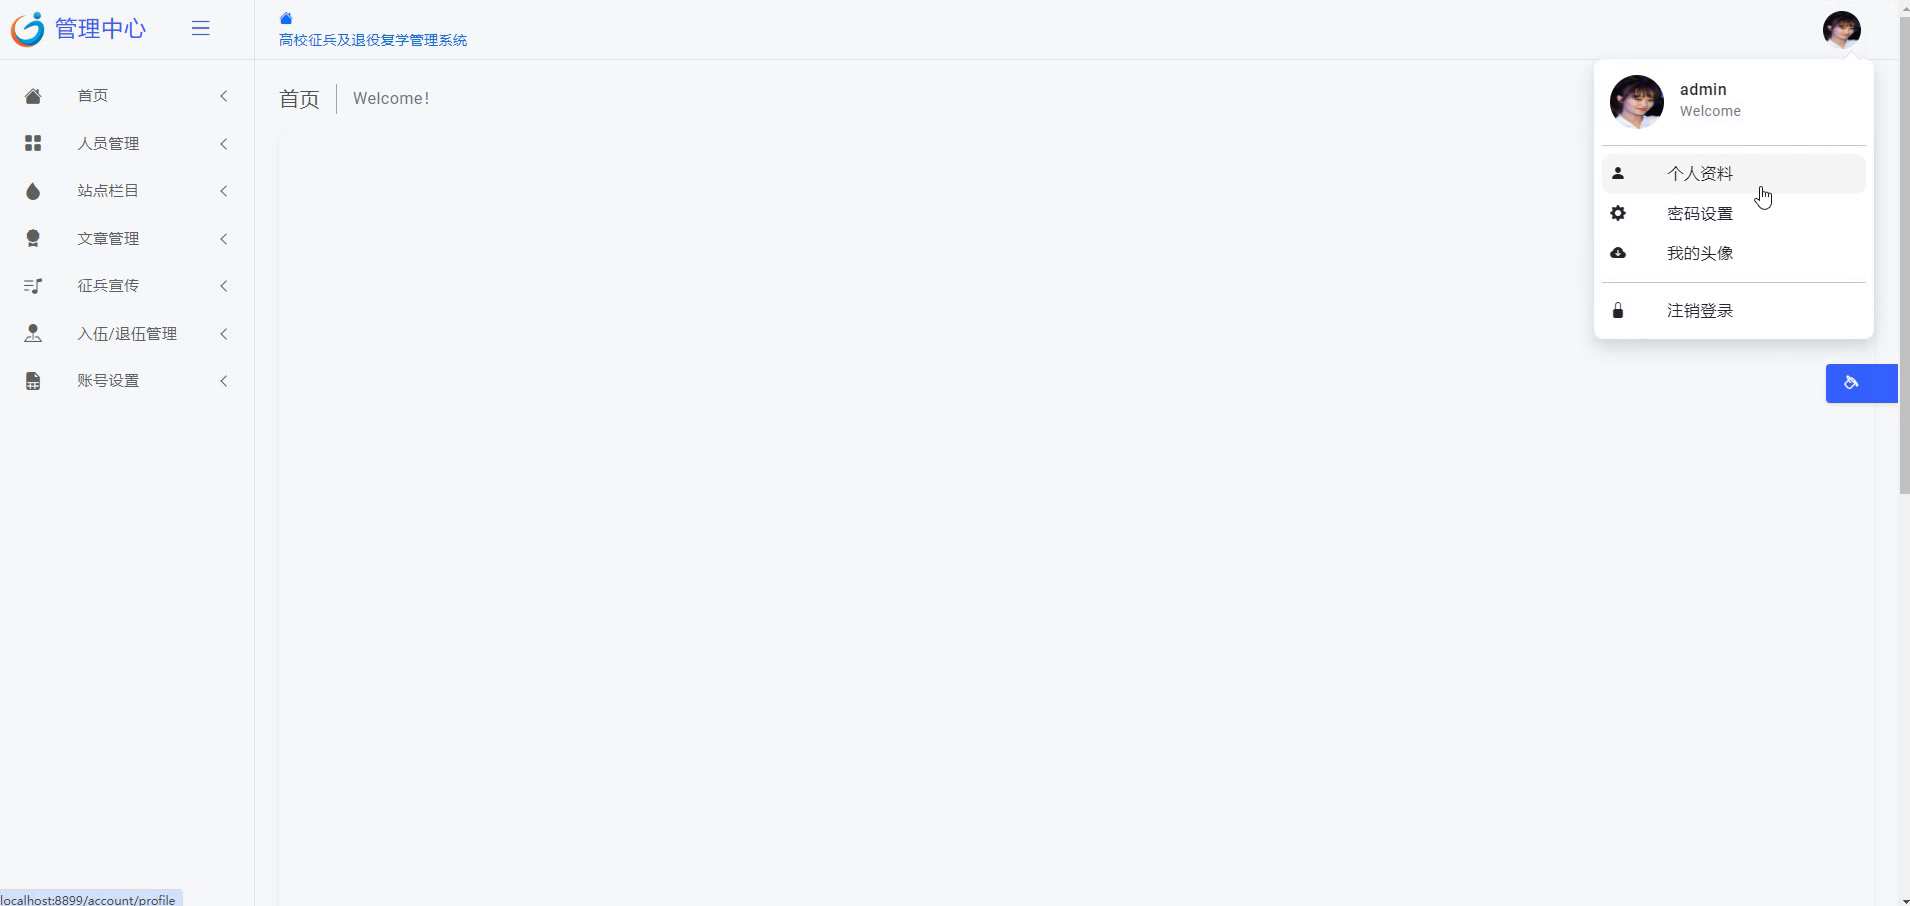 管理中心
高校征兵及退役复学管理系统
首页
人员管理
站点栏目
文章管理
征兵宣传
入伍/退伍管理
账号设置
首页
Welcome!
admin
Welcome
个人资料
密码设置
我的头像
注销登录
localhost:8899/account/profile